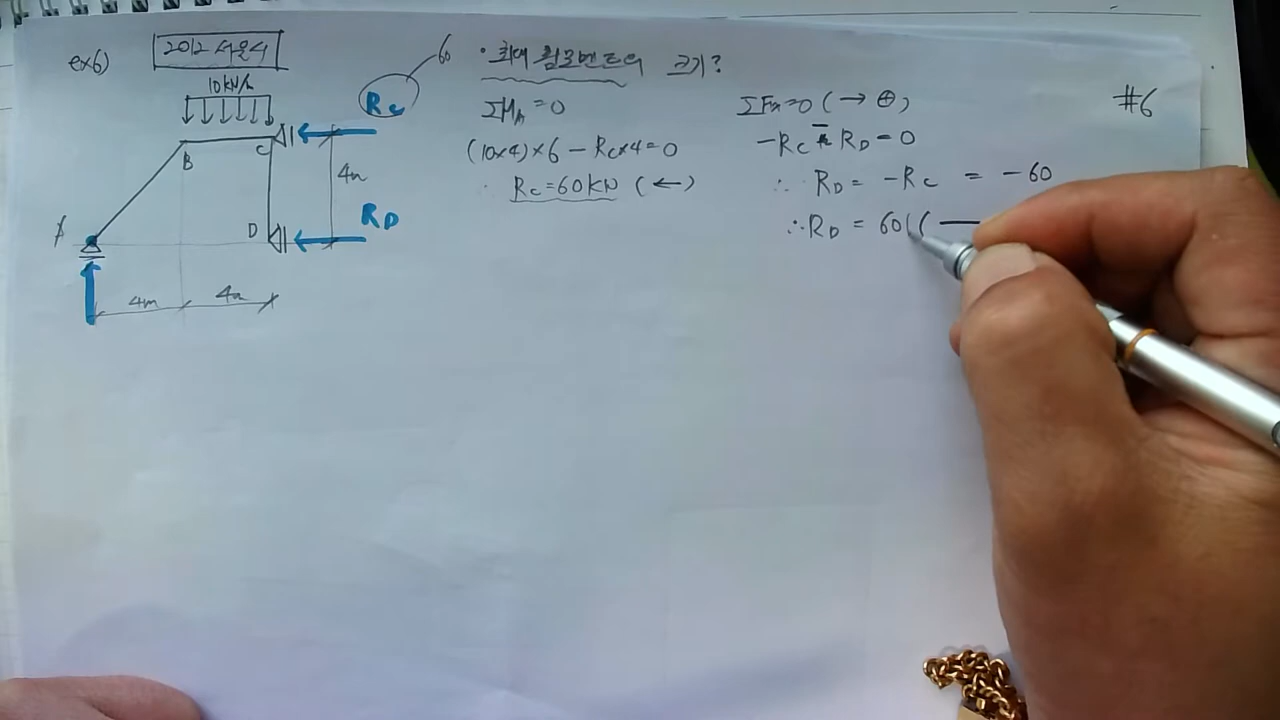 ex6)
2012 서울시
10kN/m
B
C
A
D
4m
4m
4m
Rc
60
RD
· 최대 휨모멘트의 크기?
ΣMA = 0
(10×4)×6 - Rc×4 = 0
Rc = 60kN (←)
ΣFx = 0 (→ ⊕)
-Rc - RD = 0
∴ RD = -Rc = -60
∴ RD = 60
#6